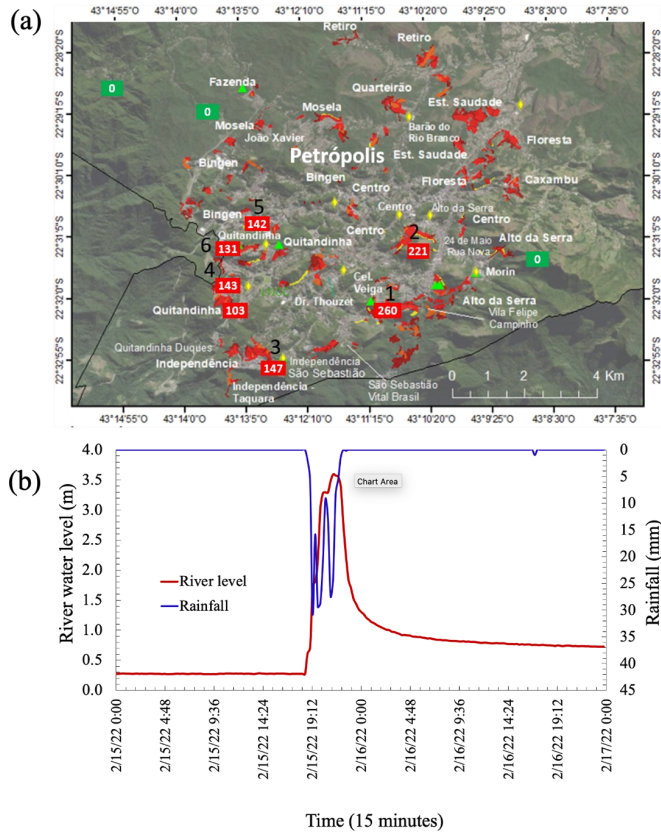 (a)
43°14'55"O 43°14'0"O 43°13'5"O 43°12'10"O 43°11'15"O 43°10'20"O 43°9'25"O 43°8'30"O 43°7'35"O
22°28'20"S
22°29'15"S
22°30'10"S
22°31'5"S
22°32'0"S
22°32'55"S
Retiro
Retiro
Fazenda
0
Quarteirão
0
Mosela
Est. Saudade
Mosela
João Xavier
Barão do
Rio Branco
Floresta
Petrópolis
Est. Saudade
Bingen
Bingen
Centro
Floresta
Caxambu
5
Bingen
142
Centro
Alto da Serra
Centro
Quitandinha
6
131
Quitandinha
Centro
2
221
24 de Maio
Rua Nova
Alto da Serra
0
4
143
Cel.
Veiga
Morin
Dr. Thouzet
1
260
Alto da Serra
Quitandinha
103
Vila Felipe
Campinho
3
Quitandinha Duques
Independência
Independência
São Sebastião
147
Independência -
Taquara
São Sebastião
Vital Brasil
0 1 2 4 Km
22°28'20"S
22°29'15"S
22°30'10"S
22°31'5"S
22°32'0"S
22°32'55"S
43°14'55"O 43°14'0"O 43°13'5"O 43°12'10"O 43°11'15"O 43°10'20"O 43°9'25"O 43°8'30"O 43°7'35"O
(b)
River water level (m)
4.0
3.5
3.0
2.5
2.0
1.5
1.0
0.5
0.0
Chart Area
River level
Rainfall
0
5
10
15
20
25
30
35
40
45
Rainfall (mm)
2/15/22 0:00
2/15/22 4:48
2/15/22 9:36
2/15/22 14:24
2/15/22 19:12
2/16/22 0:00
2/16/22 4:48
2/16/22 9:36
2/16/22 14:24
2/16/22 19:12
2/17/22 0:00
Time (15 minutes)